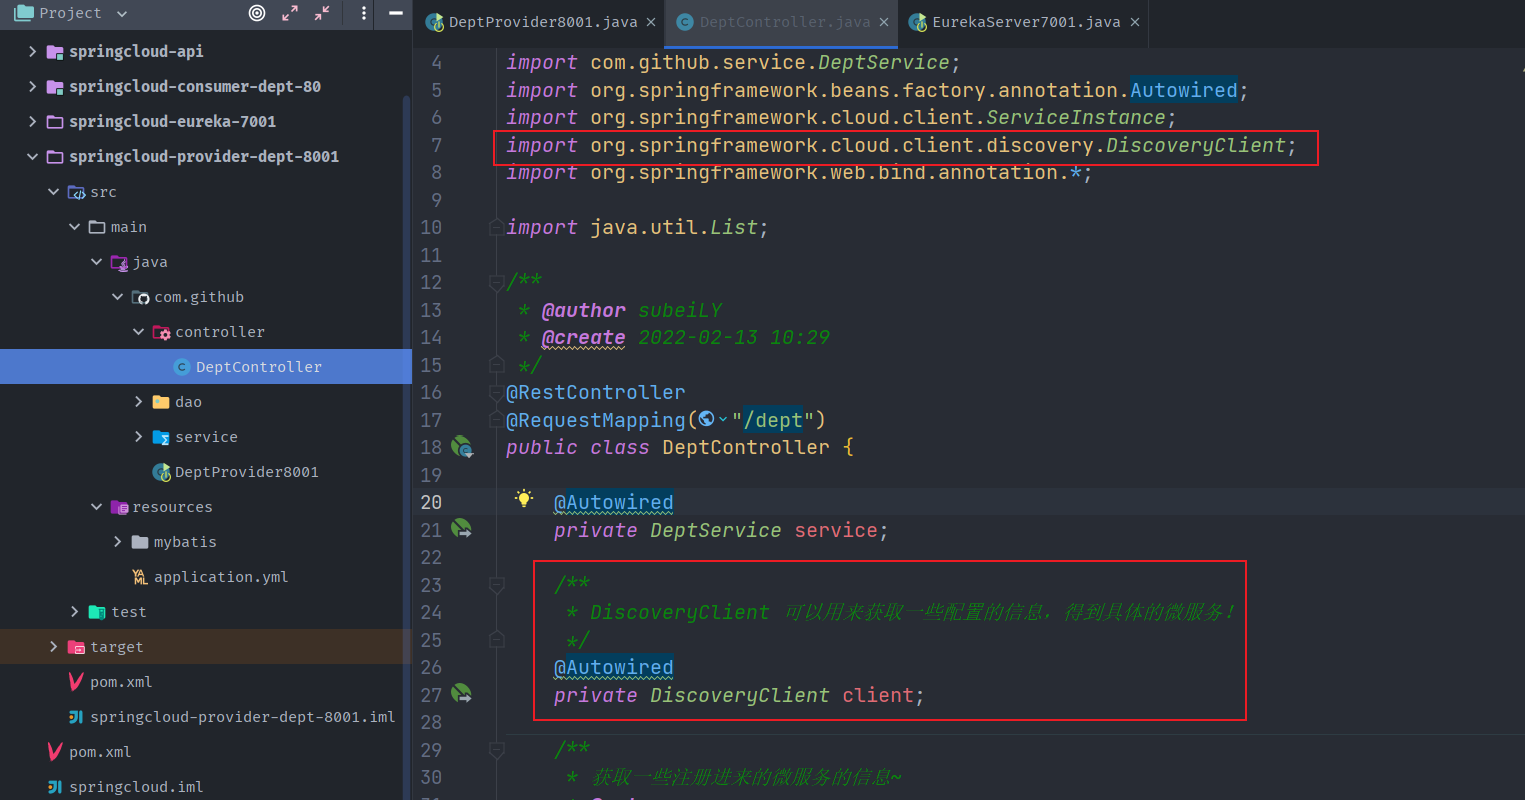 Project
springcloud-api
springcloud-consumer-dept-80
springcloud-eureka-7001
springcloud-provider-dept-8001
src
main
java
com.github
controller
DeptController
dao
service
DeptProvider8001
resources
mybatis
application.yml
test
target
pom.xml
springcloud-provider-dept-8001.iml
pom.xml
springcloud.iml
DeptProvider8001.java
DeptController.java
EurekaServer7001.java
4 import com.github.service.DeptService;
5 import org.springframework.beans.factory.annotation.Autowired;
6 import org.springframework.cloud.client.ServiceInstance;
7 import org.springframework.cloud.client.discovery.DiscoveryClient;
8 import org.springframework.web.bind.annotation.*;
9
10 import java.util.List;
11
12 /**
13 * @author subeiLY
14 * @create 2022-02-13 10:29
15 */
16 @RestController
17 @RequestMapping("/dept")
18 public class DeptController {
19
20 @Autowired
21 private DeptService service;
22
23 /**
24 * DiscoveryClient 可以用来获取一些配置的信息，得到具体的微服务！
25 */
26 @Autowired
27 private DiscoveryClient client;
28
29 /**
30 * 获取一些注册进来的微服务的信息~